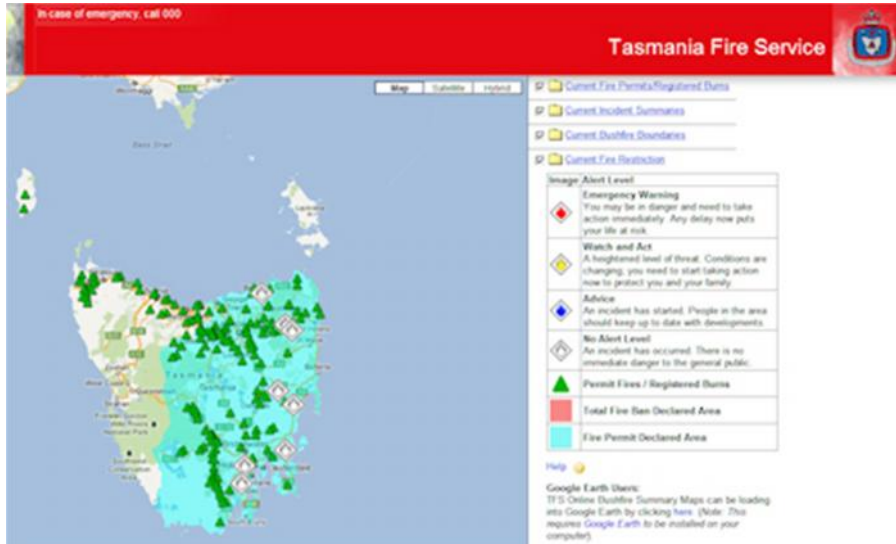 In case of emergency, call 000
Tasmania Fire Service
Map Satellite Hybrid
Bass Strait
Tasmania
Current Fire Permits/Registered Burns
Current Incident Summaries
Current Bushfire Boundaries
Current Fire Restriction
Image Alert Level
Emergency Warning
You may be in danger and need to take
action immediately. Any delay now puts
your life at risk.
Watch and Act
A heightened level of threat. Conditions are
changing; you need to start taking action
now to protect you and your family.
Advice
An incident has started. People in the area
should keep up to date with developments.
No Alert Level
An incident has occurred. There is no
immediate danger to the general public.
Permit Fires / Registered Burns
Total Fire Ban Declared Area
Fire Permit Declared Area
Help
Google Earth Users:
TFS Online Bushfire Summary Maps can be loading
into Google Earth by clicking here. (Note: This
requires Google Earth to be installed on your
computer).